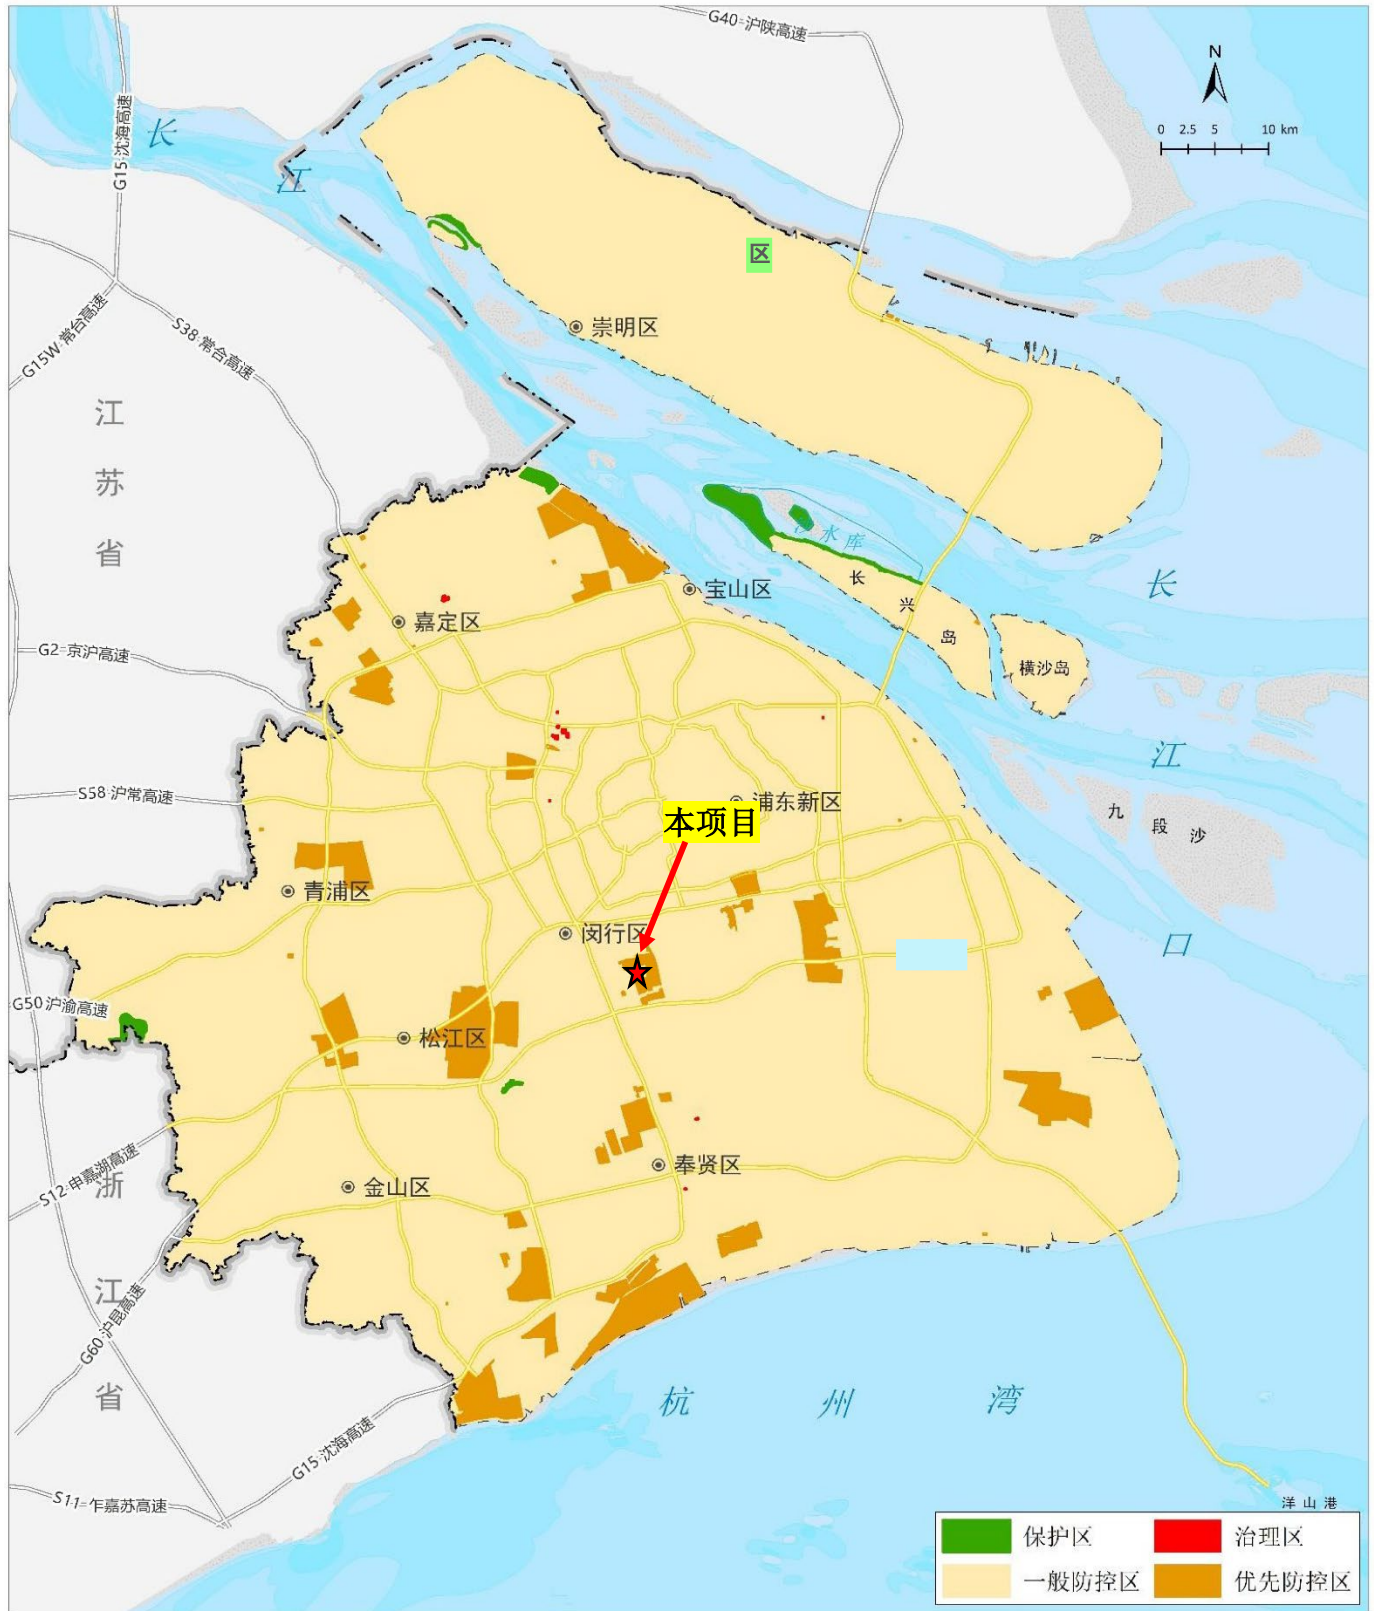 G40 沪陕高速
N
0 2.5 5 10 km
长
江
G15 沈海高速
区
崇明区
G15W 常台高速
S38 常合高速
江
苏
省
水库
长
兴
岛
横沙岛
长
江
口
宝山区
嘉定区
G2 京沪高速
S58 沪常高速
浦东新区
本项目
九
段
沙
青浦区
闵行区
G50 沪渝高速
松江区
奉贤区
金山区
S12 申嘉湖高速
浙
江
省
G60 沪昆高速
G15 沈海高速
S11 乍嘉苏高速
杭
州
湾
洋山港
保护区
治理区
一般防控区
优先防控区